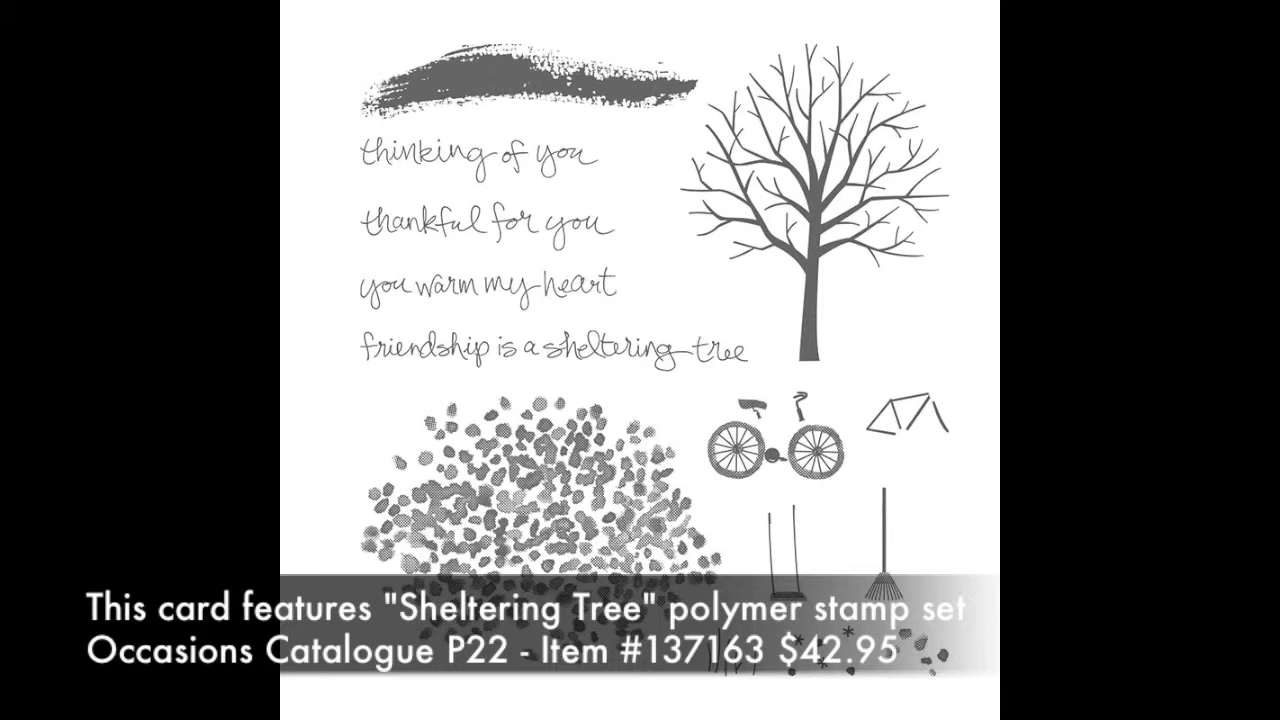 thinking of you
thankful for you
you warm my heart
friendship is a sheltering tree
This card features "Sheltering Tree" polymer stamp set
Occasions Catalogue P22 - Item #137163 $42.95